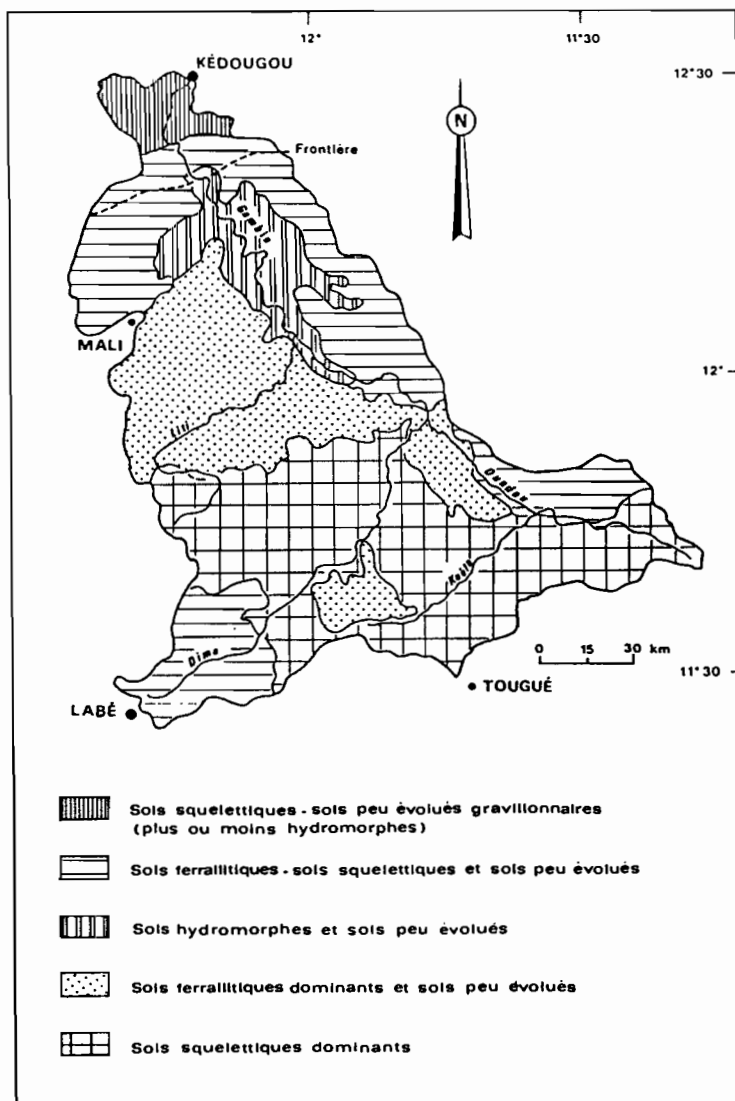 12°
11°30
KÉDOUGOU
12°30
N
Frontière
Gambie
MALI
12°
Liti
Oundou
Koila
Dime
0 15 30 km
11°30
TOUGUÉ
LABÉ
Sols squelettiques - sols peu évolués gravillonnaires
(plus ou moins hydromorphes)
Sols ferrallitiques - sols squelettiques et sols peu évolués
Sols hydromorphes et sols peu évolués
Sols ferrallitiques dominants et sols peu évolués
Sols squelettiques dominants